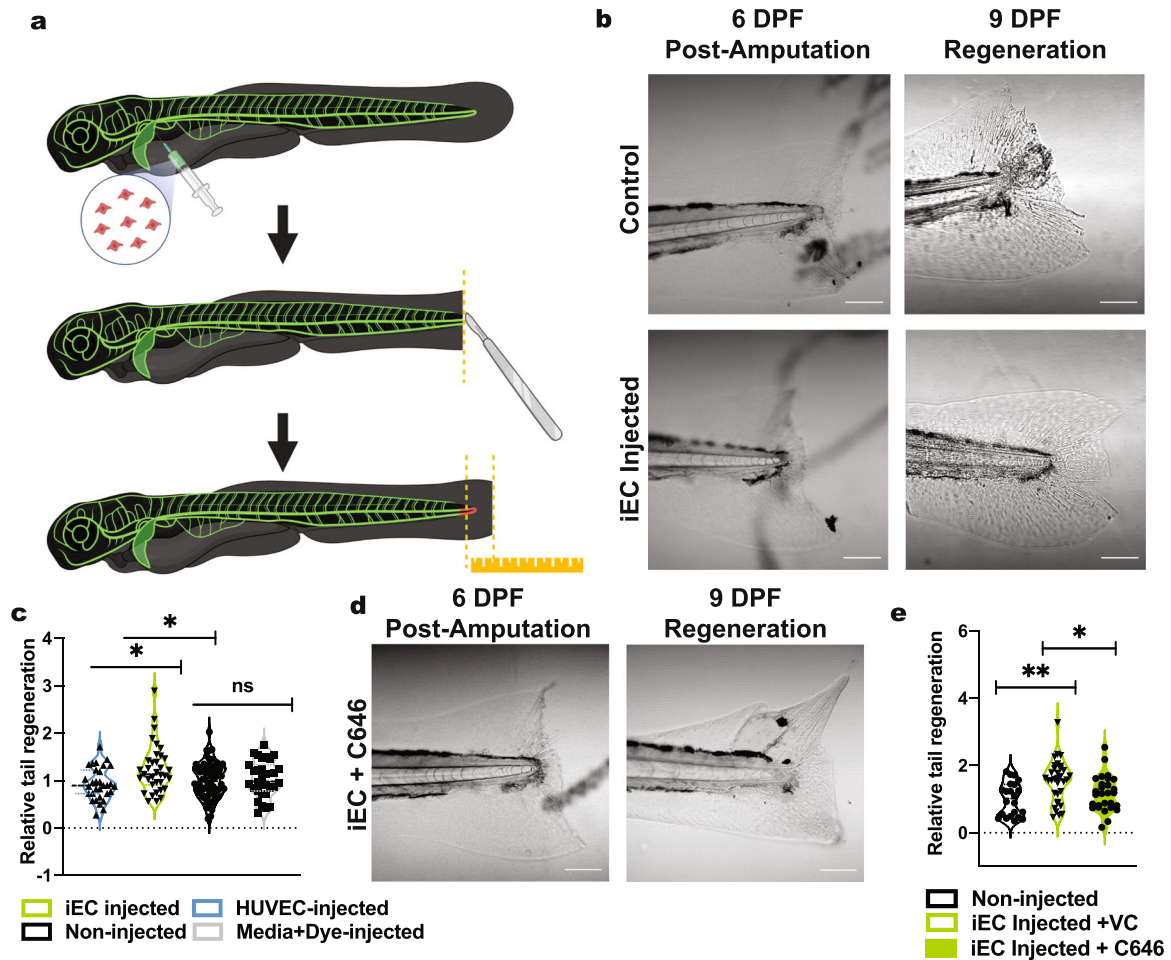 a
b
6 DPF
Post-Amputation
9 DPF
Regeneration
Control
iEC Injected
c
*
*
ns
Relative tail regeneration
4
3
2
1
0
-1
iEC injected
HUVEC-injected
Non-injected
Media+Dye-injected
d
6 DPF
Post-Amputation
9 DPF
Regeneration
iEC + C646
e
*
**
Relative tail regeneration
6
4
2
0
Non-injected
iEC Injected +VC
iEC Injected + C646